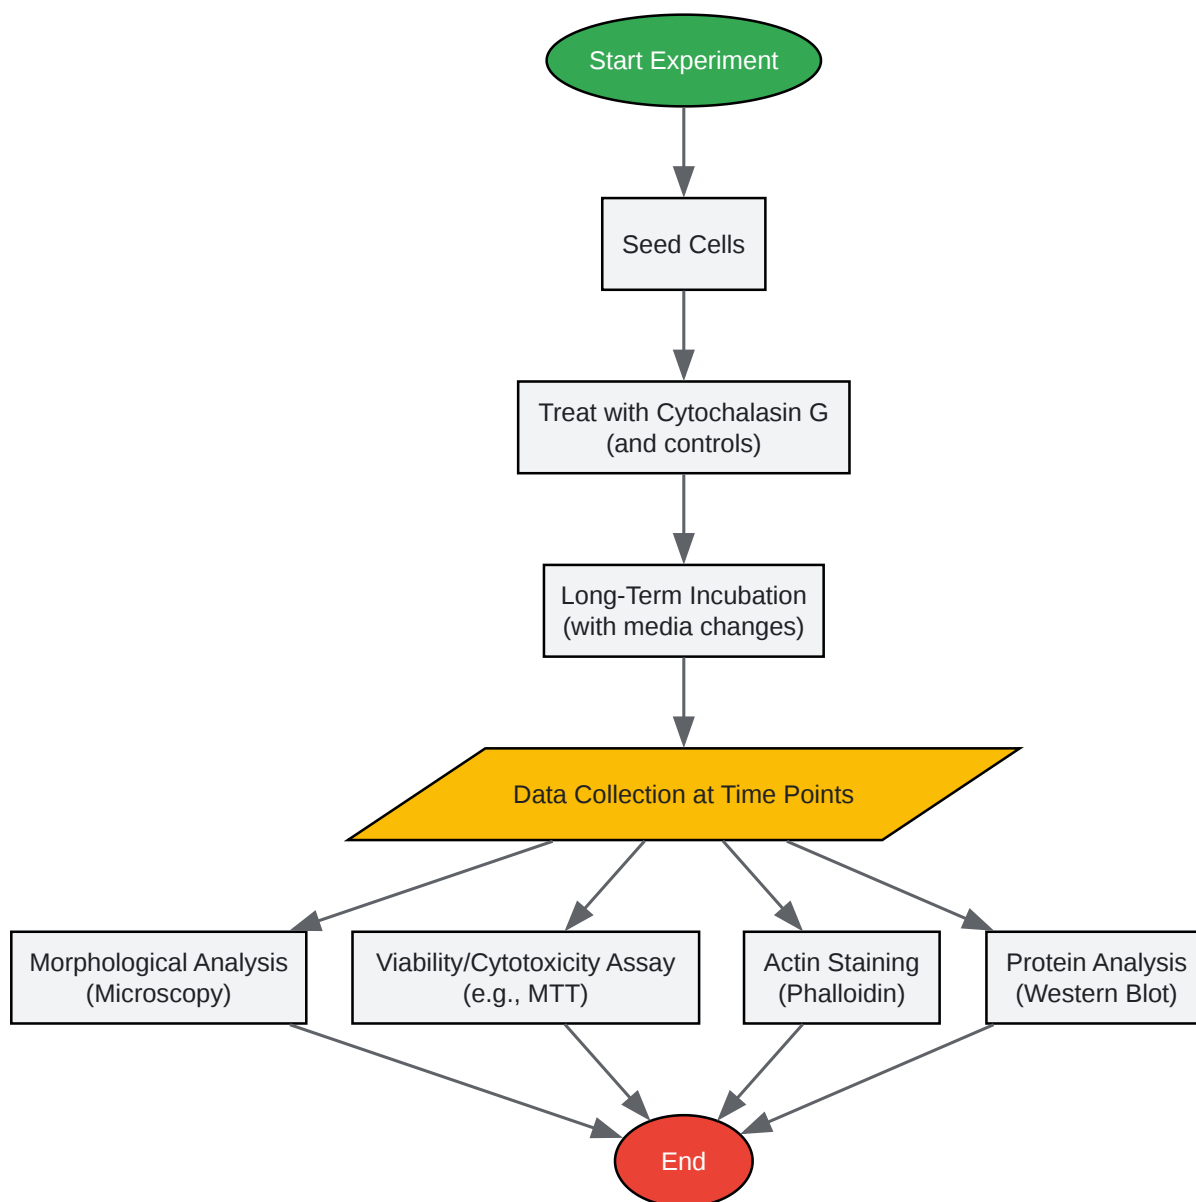 Start Experiment
Seed Cells
Treat with Cytochalasin G
(and controls)
Long-Term Incubation
(with media changes)
Data Collection at Time Points
Morphological Analysis
(Microscopy)
Viability/Cytotoxicity Assay
(e.g., MTT)
Actin Staining
(Phalloidin)
Protein Analysis
(Western Blot)
End